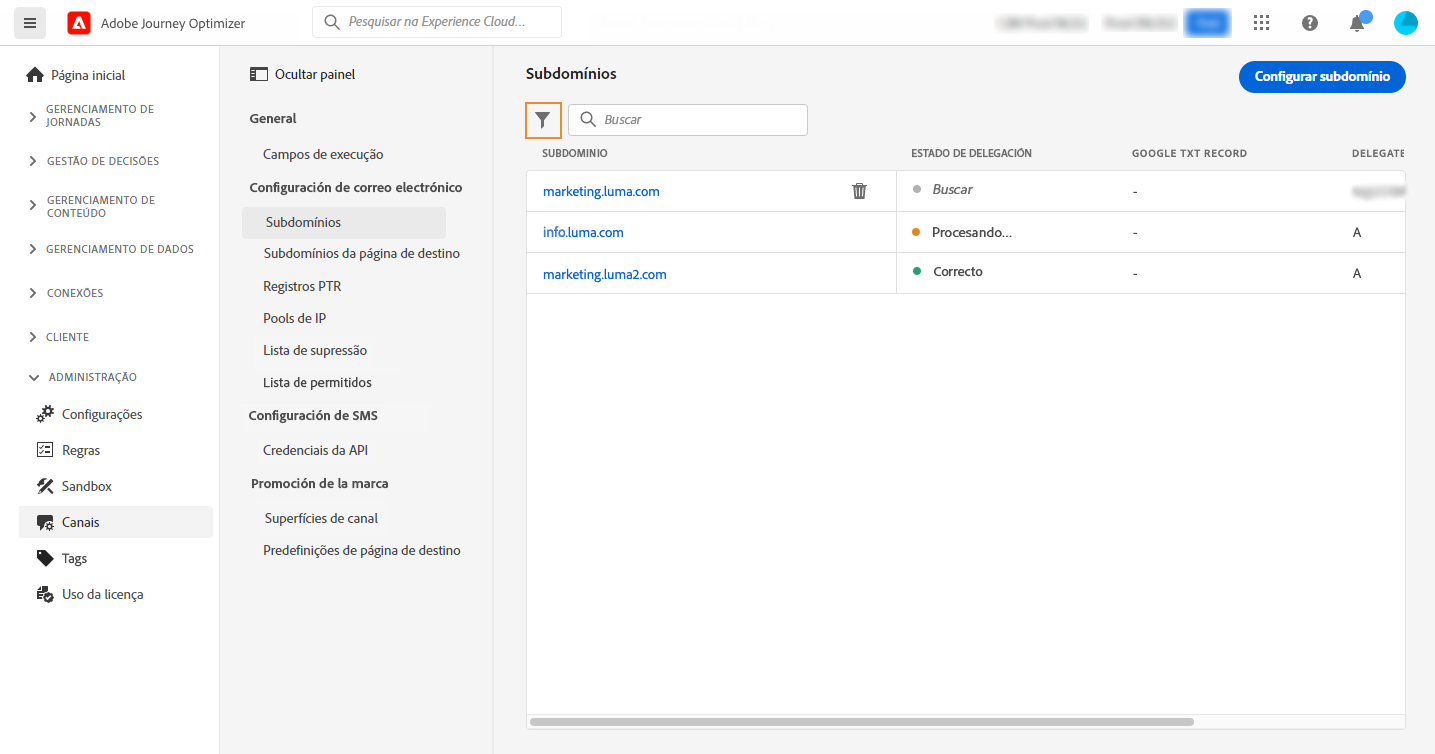 Adobe Journey Optimizer
Pesquisar na Experience Cloud...
Página inicial
GERENCIAMENTO DE
JORNADAS
GESTÃO DE DECISÕES
GERENCIAMENTO DE
CONTEÚDO
GERENCIAMENTO DE DADOS
CONEXÕES
CLIENTE
ADMINISTRAÇÃO
Configurações
Regras
Sandbox
Canais
Tags
Uso da licença
Ocultar painel
General
Campos de execução
Configuración de correo electrónico
Subdomínios
Subdomínios da página de destino
Registros PTR
Pools de IP
Lista de supressão
Lista de permitidos
Configuración de SMS
Credenciais da API
Promoción de la marca
Superfícies de canal
Predefinições de página de destino
Subdomínios
Configurar subdomínio
Buscar
SUBDOMINIO ESTADO DE DELEGACIÓN GOOGLE TXT RECORD DELEGATE
marketing.luma.com Buscar -
info.luma.com Procesando... - A
marketing.luma2.com Correcto - A